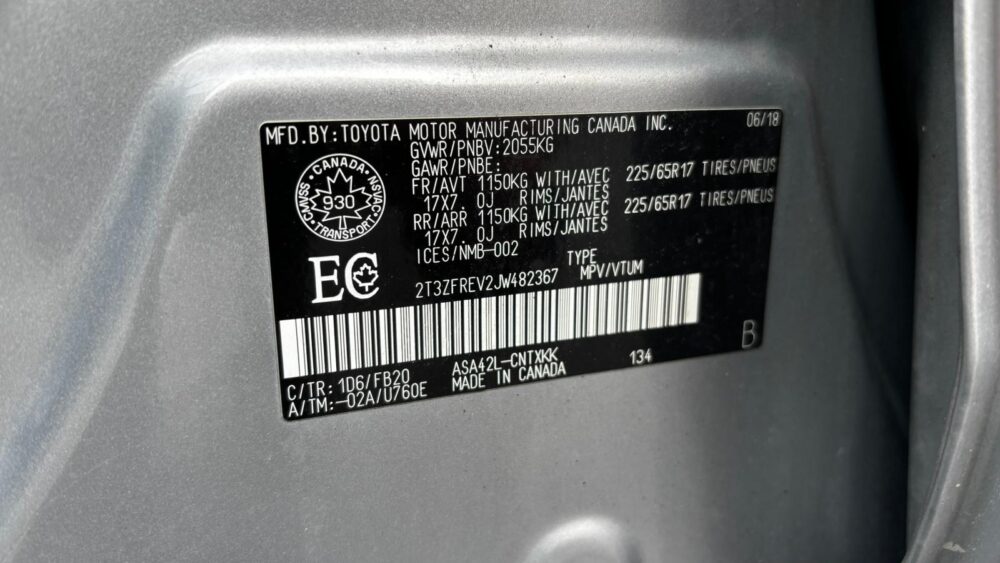 MFD.BY:TOYOTA MOTOR MANUFACTURING CANADA INC. 06/18
GVWR/PNBV:2055KG
GAWR/PNBE:
FR/AVT 1150KG WITH/AVEC 225/65R17 TIRES/PNEUS
17X7.0J RIMS/JANTES
RR/ARR 1150KG WITH/AVEC 225/65R17 TIRES/PNEUS
17X7.0J RIMS/JANTES
ICES/NMB-002
CANADA
CMVSS 930 NSVAC
TRANSPORT
EC
TYPE
2T3ZFREV2JW482367 MPV/VTUM
B
C/TR: 1D6/FB20 ASA42L-CNTXKK 134
A/TM:-02A/U760E MADE IN CANADA